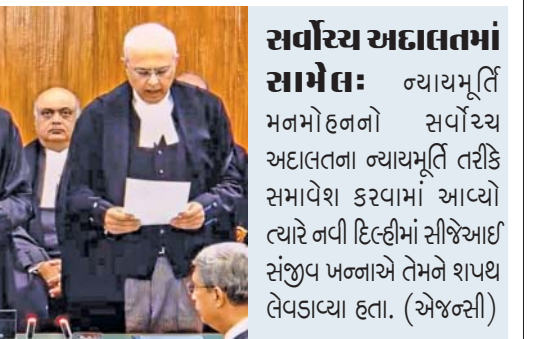 સર્વોચ્ચ અદાલતમાં
સામેલઃ ન્યાયમૂર્તિ
મનમોહનનો સર્વોચ્ચ
અદાલતના ન્યાયમૂર્તિ તરીકે
સમાવેશ કરવામાં આવ્યો
ત્યારે નવી દિલ્હીમાં સીજેઆઈ
સંજીવ ખન્નાએ તેમને શપથ
લેવડાવ્યા હતા. (એજન્સી)